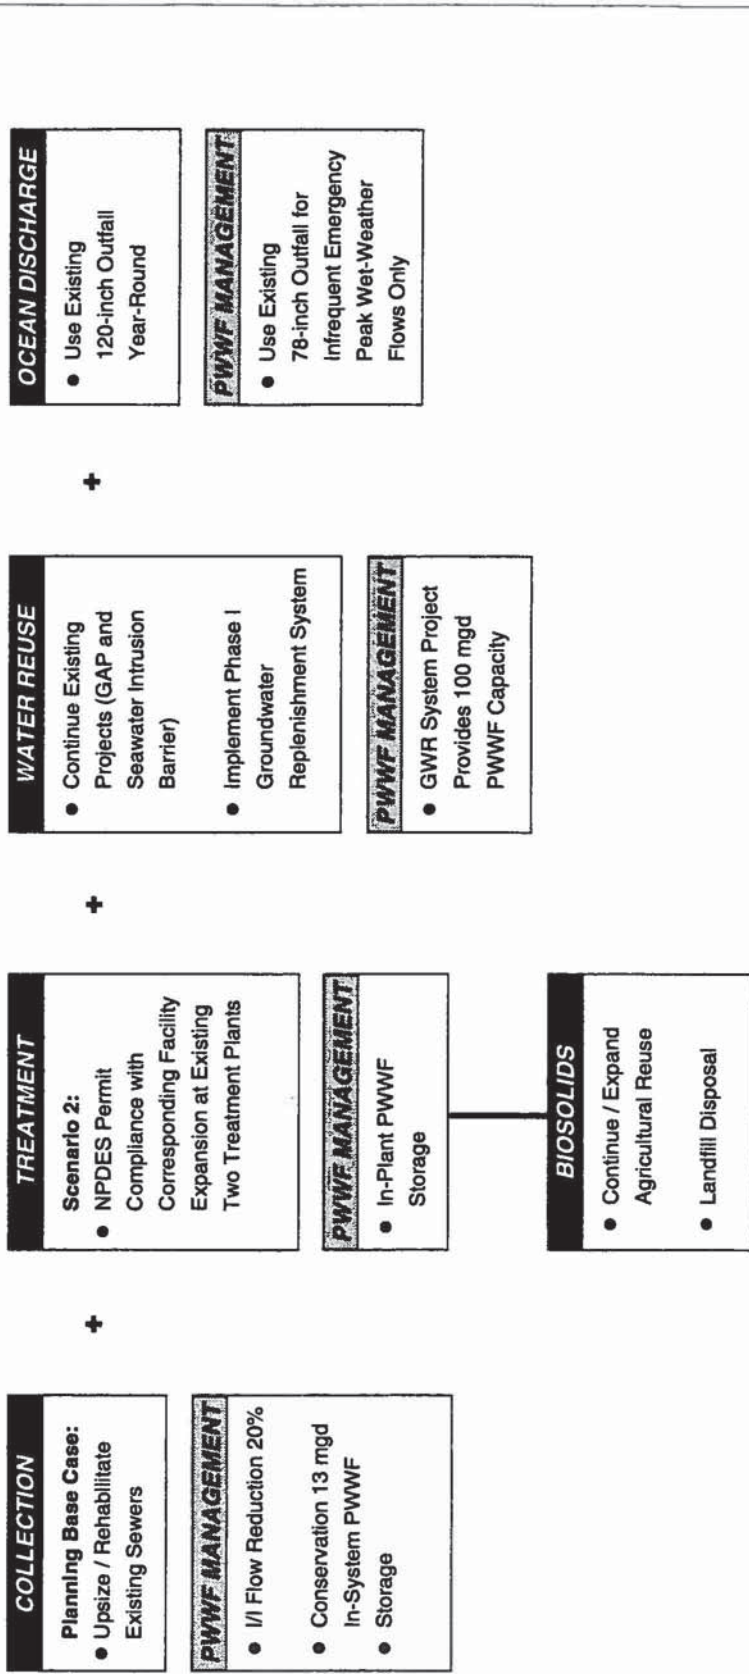 COLLECTION
Planning Base Case:
● Upsize / Rehabilitate
Existing Sewers
PWWF MANAGEMENT
● I/I Flow Reduction 20%
● Conservation 13 mgd
In-System PWWF
● Storage
+
TREATMENT
Scenario 2:
● NPDES Permit
Compliance with
Corresponding Facility
Expansion at Existing
Two Treatment Plants
PWWF MANAGEMENT
● In-Plant PWWF
Storage
BIOSOLIDS
● Continue / Expand
Agricultural Reuse
● Landfill Disposal
+
WATER REUSE
● Continue Existing
Projects (GAP and
Seawater Intrusion
Barrier)
● Implement Phase I
Groundwater
Replenishment System
PWWF MANAGEMENT
● GWR System Project
Provides 100 mgd
PWWF Capacity
+
OCEAN DISCHARGE
● Use Existing
120-inch Outfall
Year-Round
PWWF MANAGEMENT
● Use Existing
78-inch Outfall for
Infrequent Emergency
Peak Wet-Weather
Flows Only